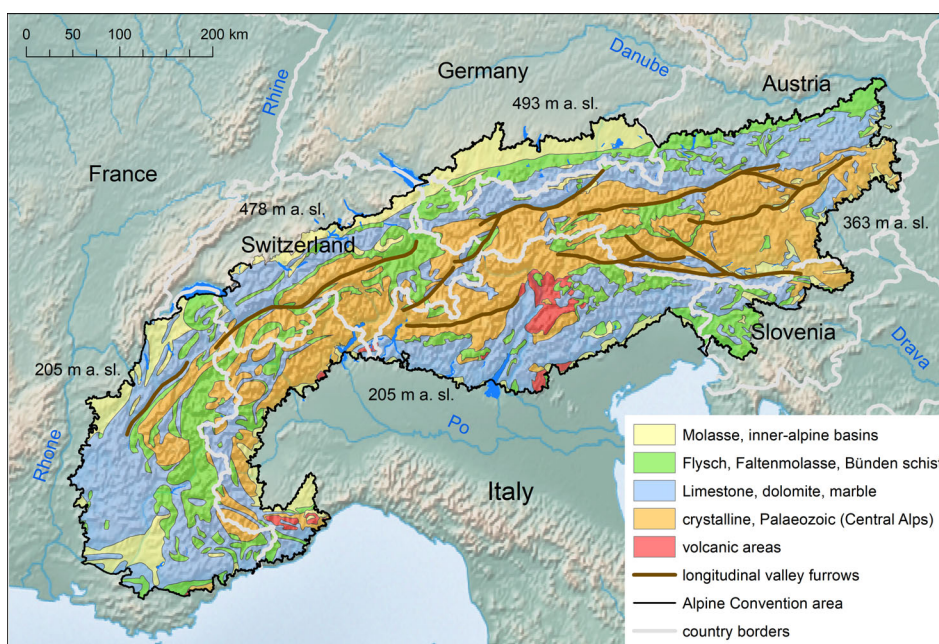 0 50 100 200 km
Germany
Danube
Austria
Rhine
493 m a. sl.
France
478 m a. sl.
Switzerland
363 m a. sl.
Slovenia
Drava
205 m a. sl.
205 m a. sl.
Po
Rhone
Italy
Molasse, inner-alpine basins
Flysch, Faltenmolasse, Bünden schist
Limestone, dolomite, marble
crystalline, Palaeozoic (Central Alps)
volcanic areas
longitudinal valley furrows
Alpine Convention area
country borders